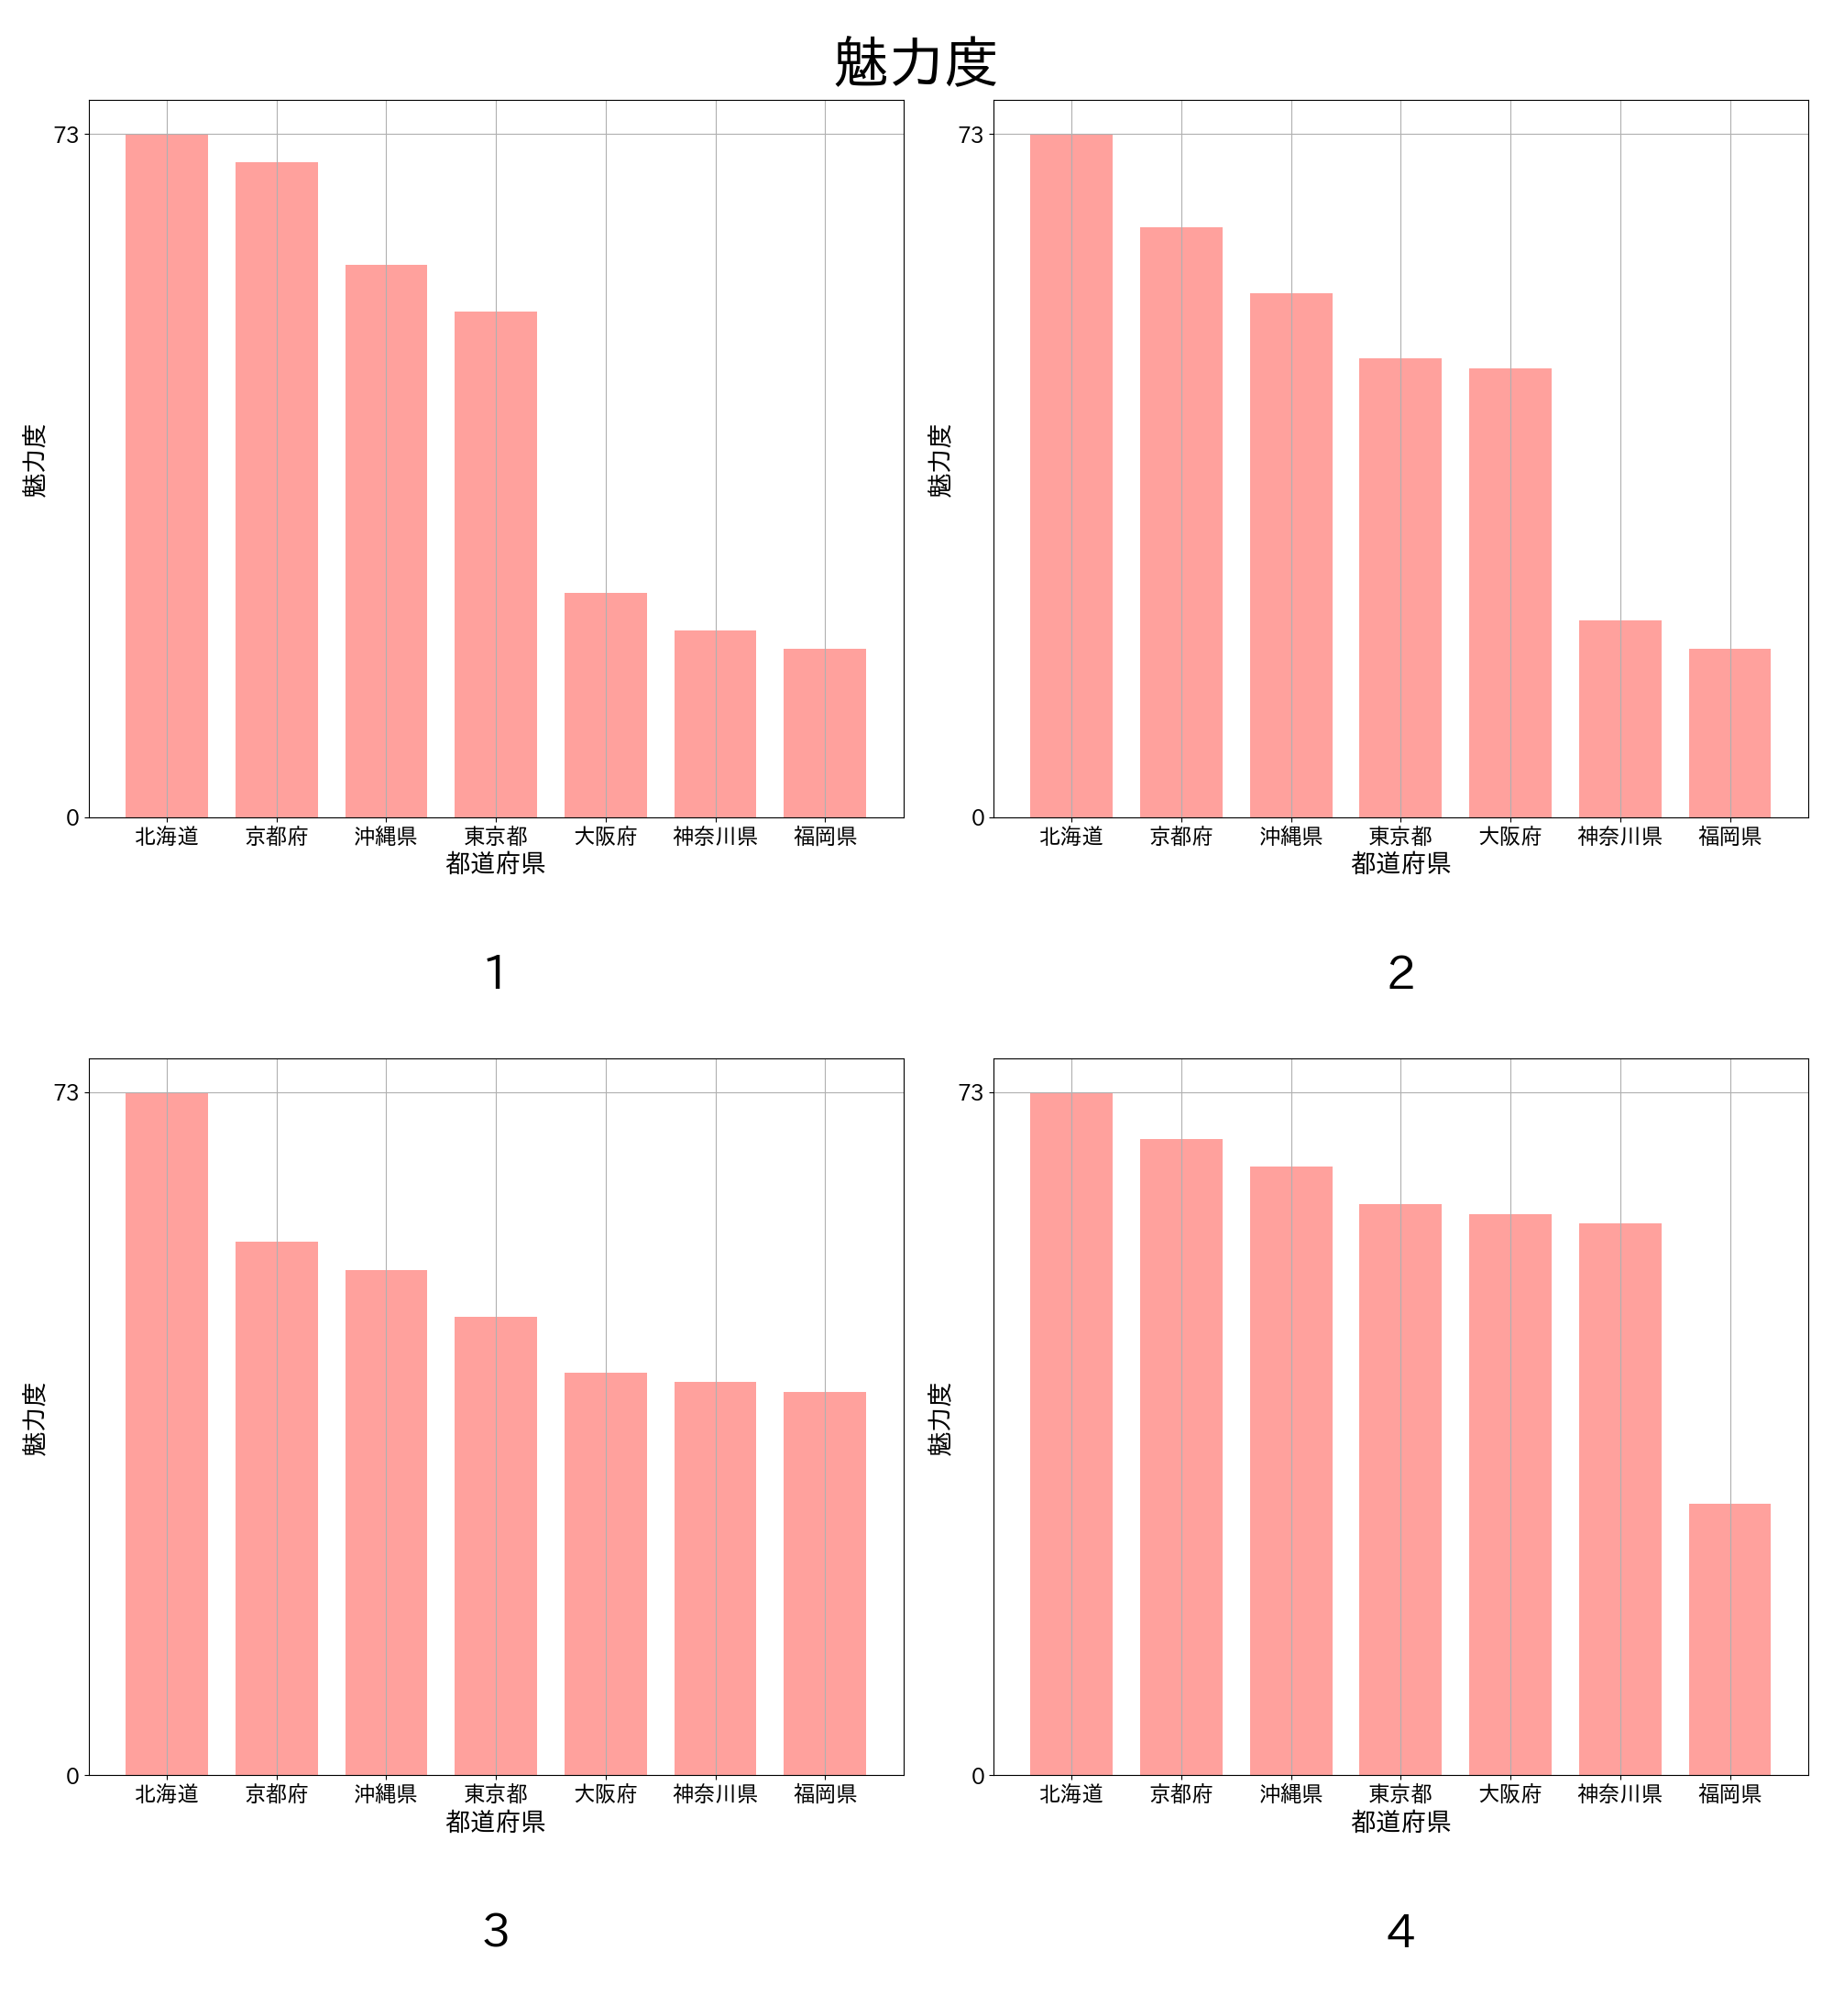 魅力度
73
0
魅力度
北海道 京都府 沖縄県 東京都 大阪府 神奈川県 福岡県
都道府県
1
73
0
魅力度
北海道 京都府 沖縄県 東京都 大阪府 神奈川県 福岡県
都道府県
2
73
0
魅力度
北海道 京都府 沖縄県 東京都 大阪府 神奈川県 福岡県
都道府県
3
73
0
魅力度
北海道 京都府 沖縄県 東京都 大阪府 神奈川県 福岡県
都道府県
4